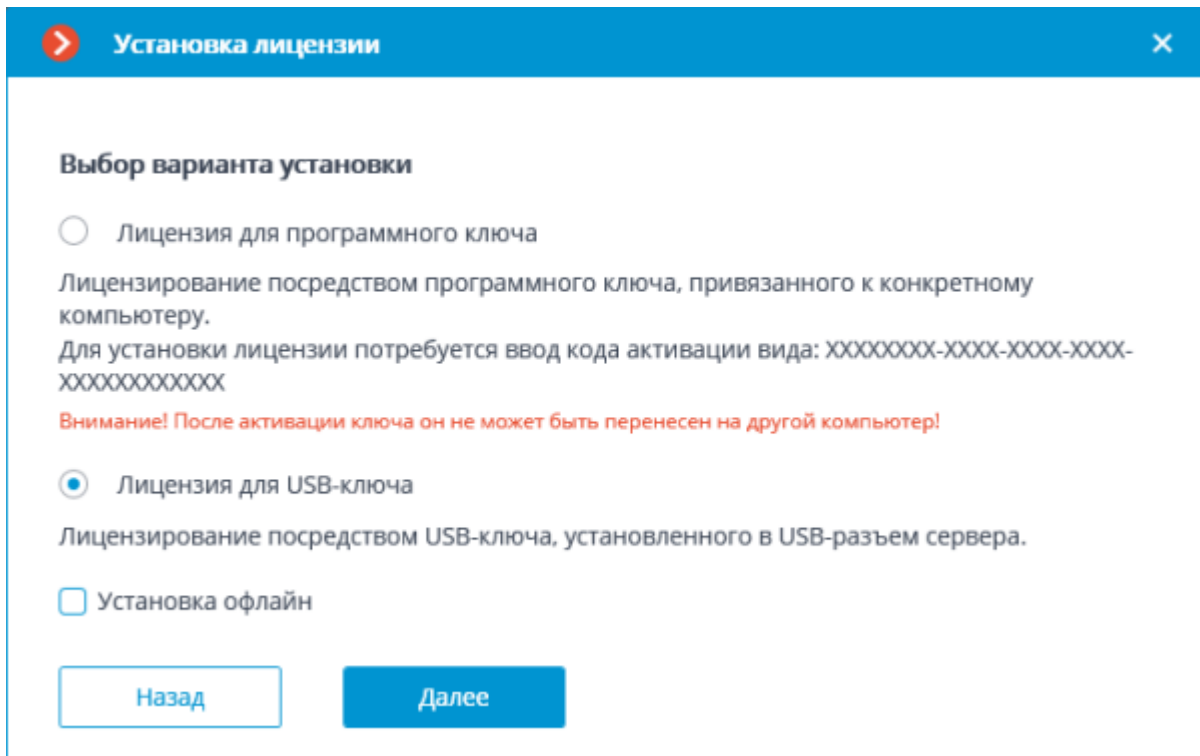 Установка лицензии
Выбор варианта установки
Лицензия для программного ключа
Лицензирование посредством программного ключа, привязанного к конкретному
компьютеру.
Для установки лицензии потребуется ввод кода активации вида: XXXXXXXX-XXXX-XXXX-XXXX-
XXXXXXXXXXXX
Внимание! После активации ключа он не может быть перенесен на другой компьютер!
Лицензия для USB-ключа
Лицензирование посредством USB-ключа, установленного в USB-разъем сервера.
Установка офлайн
Назад
Далее